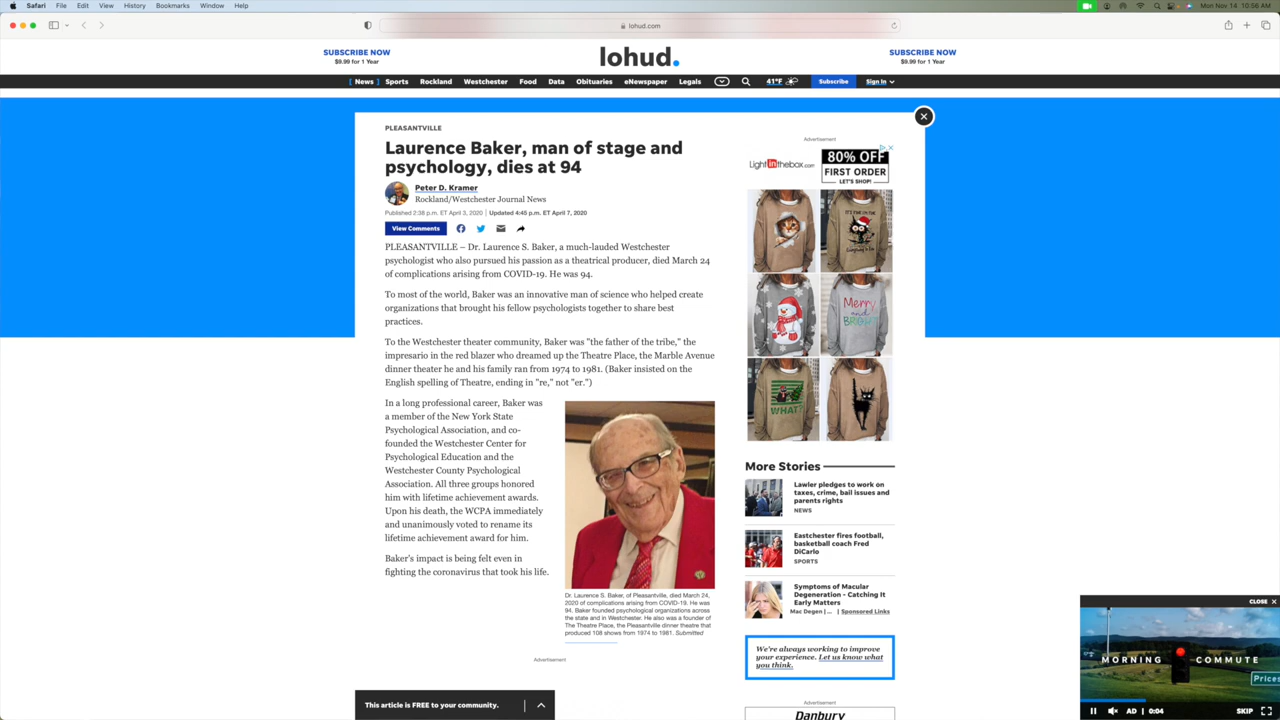 Safari File Edit View History Bookmarks Window Help
Mon Nov 14 10:56 AM
lohud.com
SUBSCRIBE NOW
$9.99 for 1 Year
lohud.
SUBSCRIBE NOW
$9.99 for 1 Year
[ News ] Sports Rockland Westchester Food Data Obituaries eNewspaper Legals 41°F Subscribe Sign In
PLEASANTVILLE
Laurence Baker, man of stage and
psychology, dies at 94
Peter D. Kramer
Rockland/Westchester Journal News
Published 2:38 p.m. ET April 3, 2020 | Updated 4:45 p.m. ET April 7, 2020
View Comments
PLEASANTVILLE – Dr. Laurence S. Baker, a much-lauded Westchester
psychologist who also pursued his passion as a theatrical producer, died March 24
of complications arising from COVID-19. He was 94.
To most of the world, Baker was an innovative man of science who helped create
organizations that brought his fellow psychologists together to share best
practices.
To the Westchester theater community, Baker was "the father of the tribe," the
impresario in the red blazer who dreamed up the Theatre Place, the Marble Avenue
dinner theater he and his family ran from 1974 to 1981. (Baker insisted on the
English spelling of Theatre, ending in "re," not "er.")
In a long professional career, Baker was
a member of the New York State
Psychological Association, and co-
founded the Westchester Center for
Psychological Education and the
Westchester County Psychological
Association. All three groups honored
him with lifetime achievement awards.
Upon his death, the WCPA immediately
and unanimously voted to rename its
lifetime achievement award for him.
Baker's impact is being felt even in
fighting the coronavirus that took his life.
Dr. Laurence S. Baker, of Pleasantville, died March 24,
2020 of complications arising from COVID-19. He was
94. Baker founded psychological organizations across
the state and in Westchester. He also was a founder of
The Theatre Place, the Pleasantville dinner theatre that
produced 108 shows from 1974 to 1981. Submitted
Advertisement
This article is FREE to your community.
Advertisement
Lightinthebox.com
80% OFF
FIRST ORDER
LET'S SHOP!
Merry
and
BRIGHT
WHAT?
More Stories
Lawler pledges to work on
taxes, crime, bail issues and
parents rights
NEWS
Eastchester fires football,
basketball coach Fred
DiCarlo
SPORTS
Symptoms of Macular
Degeneration - Catching It
Early Matters
Mac Degen | ... | Sponsored Links
We're always working to improve
your experience. Let us know what
you think.
Advertisement
Danbury
CLOSE X
MORNING COMMUTE
Prices
AD | 0:04 SKIP